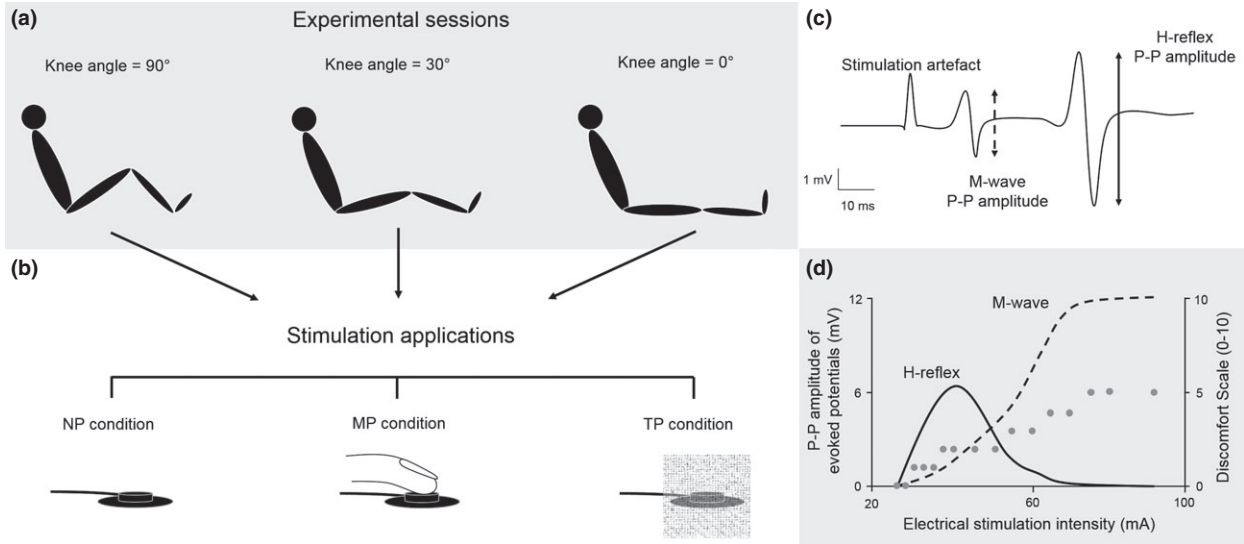 (a)
Experimental sessions
Knee angle = 90°
Knee angle = 30°
Knee angle = 0°
(b)
Stimulation applications
NP condition
MP condition
TP condition
(c)
H-reflex
P-P amplitude
Stimulation artefact
M-wave
P-P amplitude
1 mV
10 ms
(d)
P-P amplitude of
evoked potentials (mV)
12
6
0
M-wave
H-reflex
10
5
0
Discomfort Scale (0-10)
20
60
100
Electrical stimulation intensity (mA)